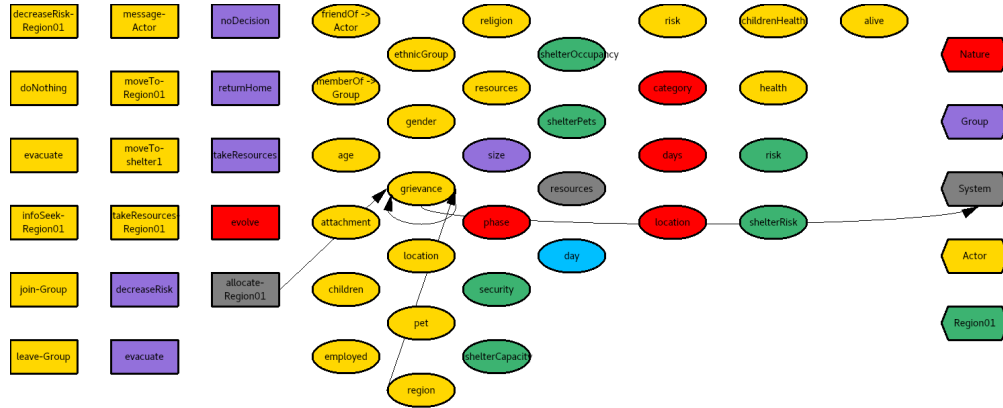 decreaseRisk-
Region01
doNothing
evacuate
infoSeek-
Region01
join-Group
leave-Group
message-
Actor
moveTo-
Region01
moveTo-
shelter1
takeResources-
Region01
decreaseRisk
evacuate
noDecision
returnHome
takeResources
evolve
allocate-
Region01
friendOf ->
Actor
memberOf ->
Group
age
attachment
children
employed
ethnicGroup
gender
grievance
location
pet
region
religion
resources
size
phase
security
shelterCapacity
shelterOccupancy
shelterPets
resources
day
risk
category
days
location
childrenHealth
health
risk
shelterRisk
alive
Nature
Group
System
Actor
Region01